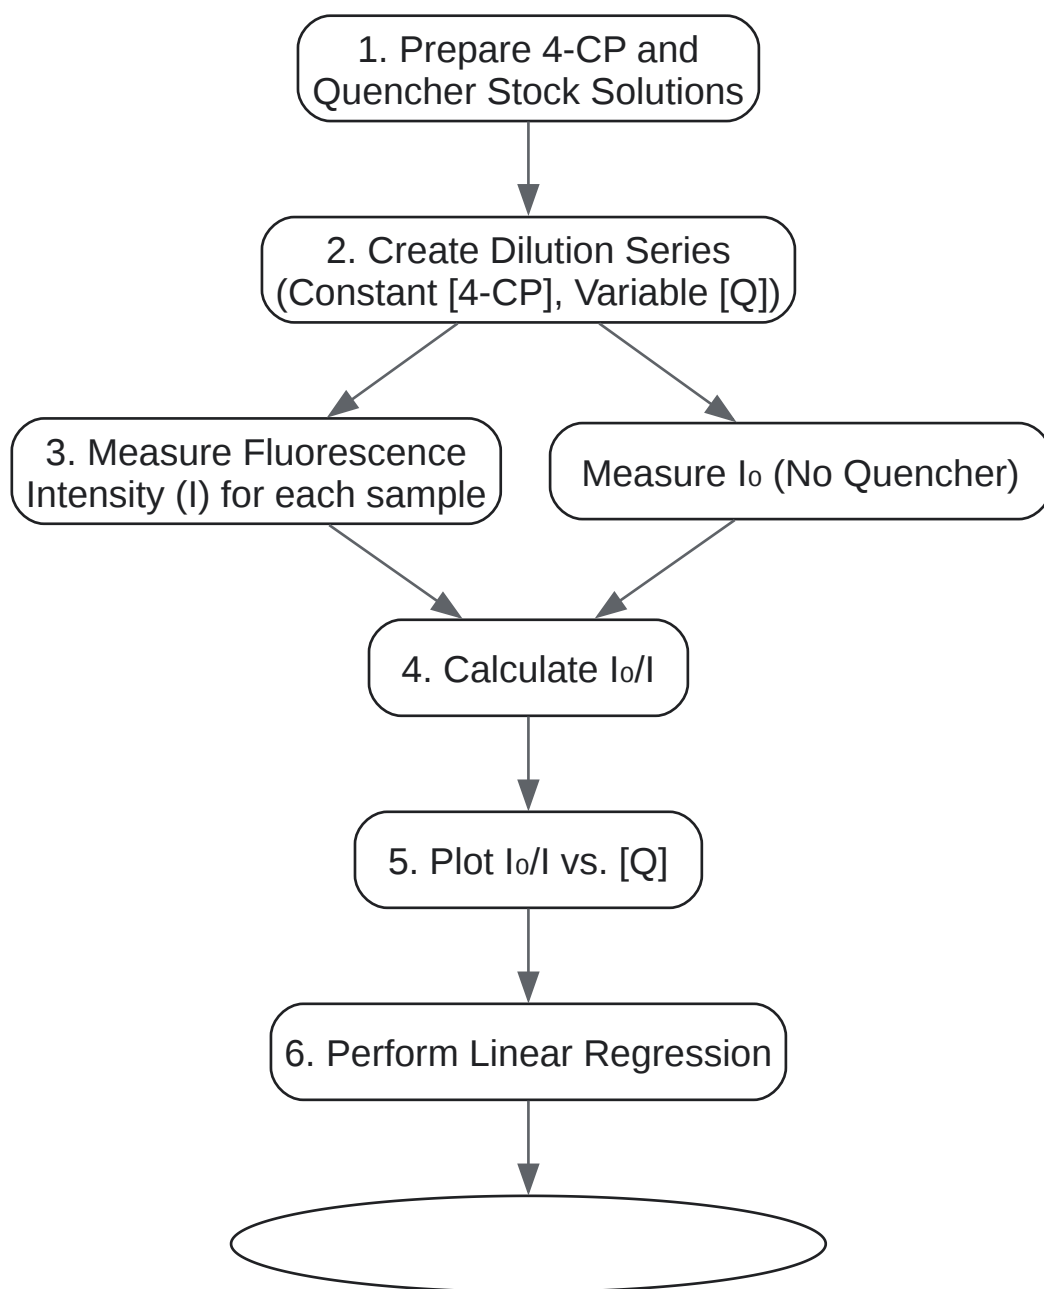 1. Prepare 4-CP and
Quencher Stock Solutions
2. Create Dilution Series
(Constant [4-CP], Variable [Q])
3. Measure Fluorescence
Intensity (I) for each sample
Measure I₀ (No Quencher)
4. Calculate I₀/I
5. Plot I₀/I vs. [Q]
6. Perform Linear Regression